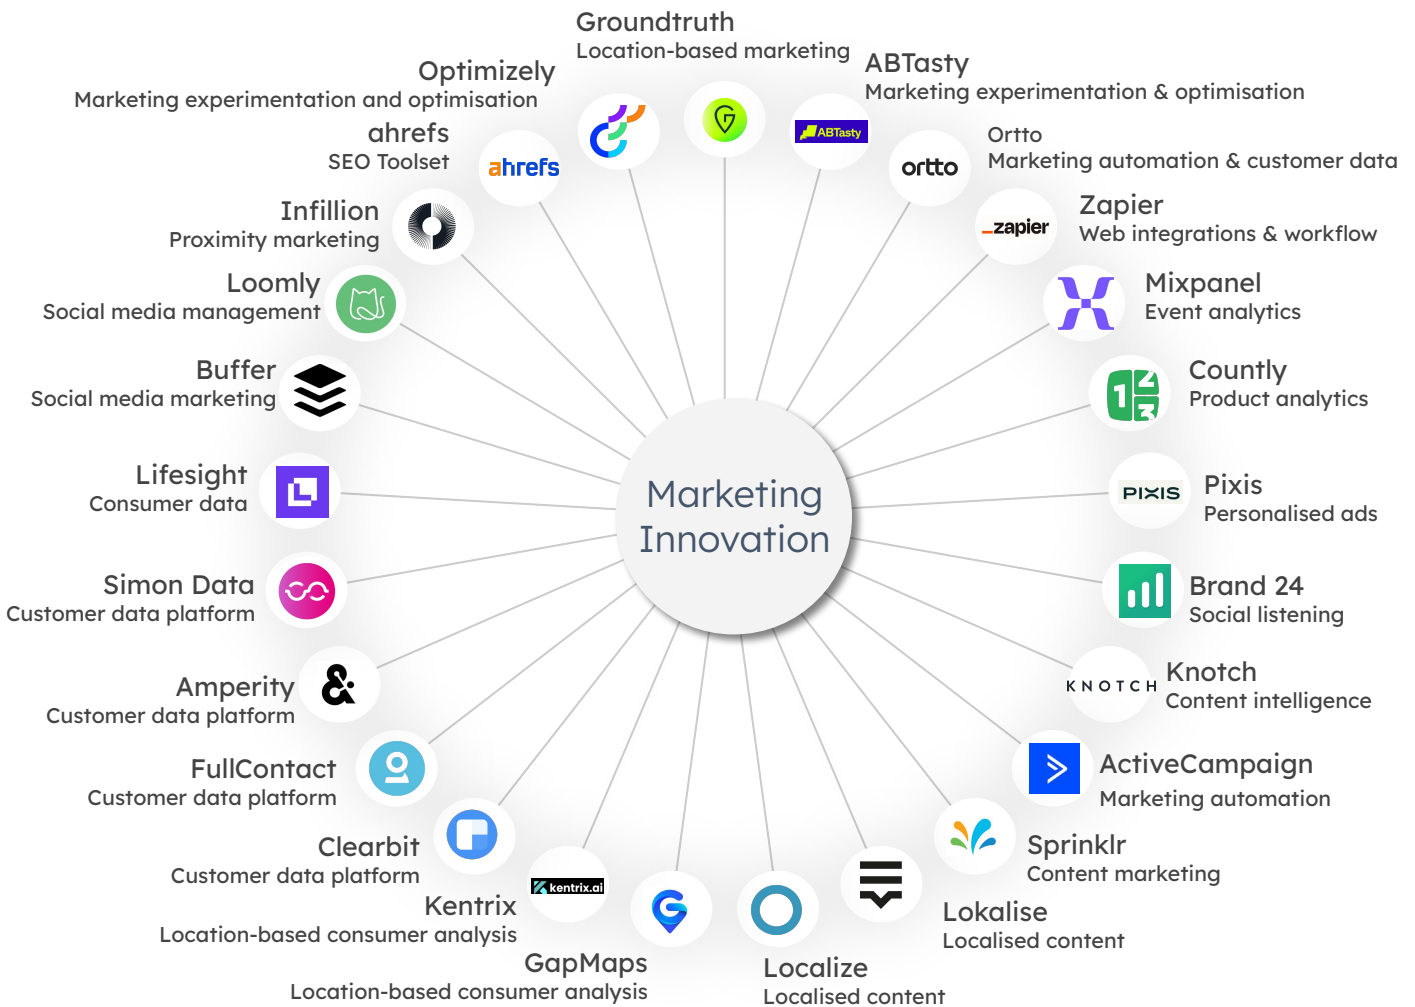 Groundtruth
Location-based marketing
ABTasty
Marketing experimentation & optimisation
ABTasty
Ortto
Marketing automation & customer data
ortto
Zapier
Web integrations & workflow
_zapier
Mixpanel
Event analytics
Countly
Product analytics
1 2 3
Pixis
Personalised ads
PIXIS
Brand 24
Social listening
Knotch
Content intelligence
KNOTCH
ActiveCampaign
Marketing automation
Sprinklr
Content marketing
Lokalise
Localised content
Localize
Localised content
GapMaps
Location-based consumer analysis
Kentrix
Location-based consumer analysis
kentrix.ai
Clearbit
Customer data platform
FullContact
Customer data platform
Amperity
Customer data platform
&
Simon Data
Customer data platform
Lifesight
Consumer data
Buffer
Social media marketing
Loomly
Social media management
Infillion
Proximity marketing
ahrefs
SEO Toolset
ahrefs
Optimizely
Marketing experimentation and optimisation
Marketing
Innovation